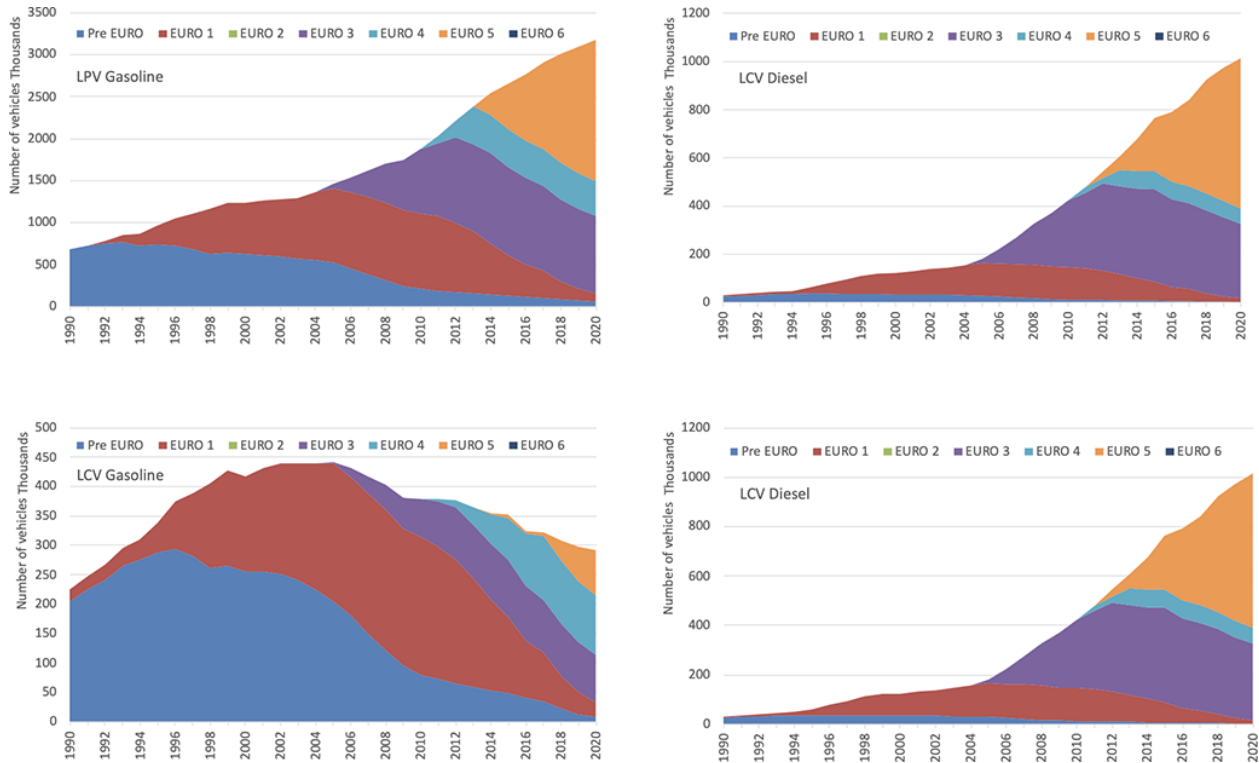 3500
3000
2500
2000
1500
1000
500
0
Number of vehicles Thousands
Pre EURO EURO 1 EURO 2 EURO 3 EURO 4 EURO 5 EURO 6
LPV Gasoline
1990 1992 1994 1996 1998 2000 2002 2004 2006 2008 2010 2012 2014 2016 2018 2020
1200
1000
800
600
400
200
0
Number of vehicles Thousands
Pre EURO EURO 1 EURO 2 EURO 3 EURO 4 EURO 5 EURO 6
LCV Diesel
1990 1992 1994 1996 1998 2000 2002 2004 2006 2008 2010 2012 2014 2016 2018 2020
500
450
400
350
300
250
200
150
100
50
0
Number of vehicles Thousands
Pre EURO EURO 1 EURO 2 EURO 3 EURO 4 EURO 5 EURO 6
LCV Gasoline
1990 1992 1994 1996 1998 2000 2002 2004 2006 2008 2010 2012 2014 2016 2018 2020
1200
1000
800
600
400
200
0
Number of vehicles Thousands
Pre EURO EURO 1 EURO 2 EURO 3 EURO 4 EURO 5 EURO 6
LCV Diesel
1990 1992 1994 1996 1998 2000 2002 2004 2006 2008 2010 2012 2014 2016 2018 2020